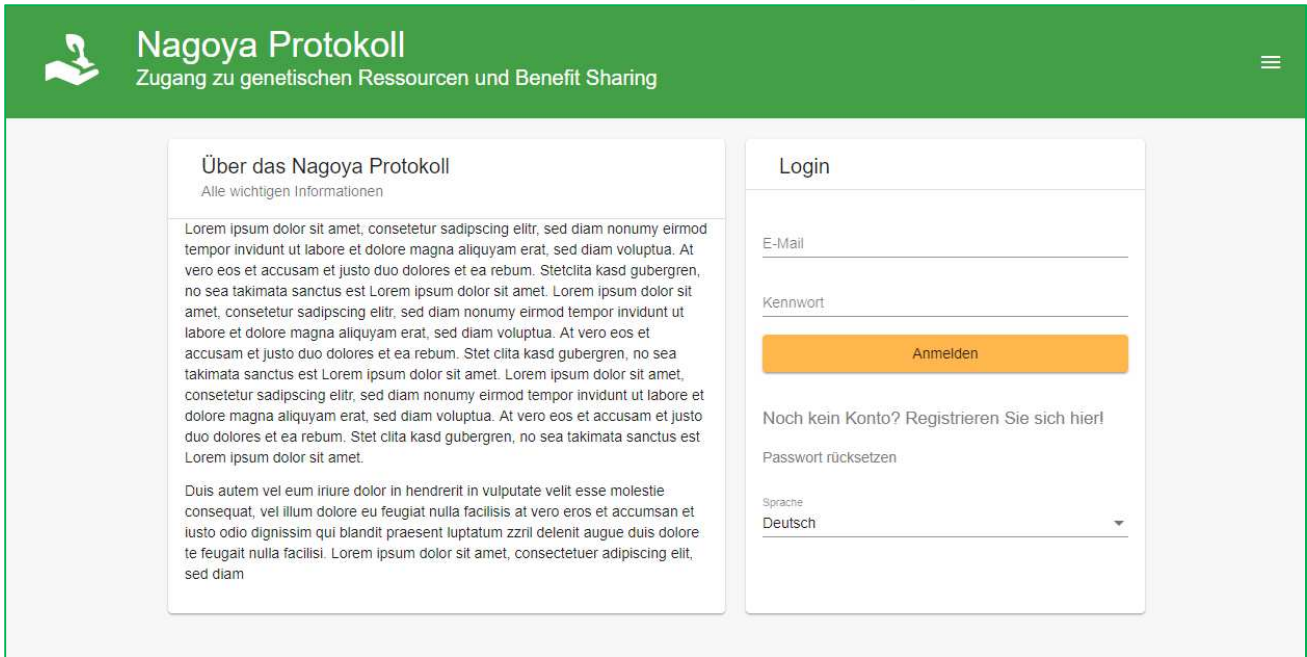 Nagoya Protokoll
Zugang zu genetischen Ressourcen und Benefit Sharing
Über das Nagoya Protokoll
Alle wichtigen Informationen
Lorem ipsum dolor sit amet, consetetur sadipscing elitr, sed diam nonumy eirmod
tempor invidunt ut labore et dolore magna aliquyam erat, sed diam voluptua. At
vero eos et accusam et justo duo dolores et ea rebum. Stetclita kasd gubergren,
no sea takimata sanctus est Lorem ipsum dolor sit amet. Lorem ipsum dolor sit
amet, consetetur sadipscing elitr, sed diam nonumy eirmod tempor invidunt ut
labore et dolore magna aliquyam erat, sed diam voluptua. At vero eos et
accusam et justo duo dolores et ea rebum. Stet clita kasd gubergren, no sea
takimata sanctus est Lorem ipsum dolor sit amet. Lorem ipsum dolor sit amet,
consetetur sadipscing elitr, sed diam nonumy eirmod tempor invidunt ut labore et
dolore magna aliquyam erat, sed diam voluptua. At vero eos et accusam et justo
duo dolores et ea rebum. Stet clita kasd gubergren, no sea takimata sanctus est
Lorem ipsum dolor sit amet.
Duis autem vel eum iriure dolor in hendrerit in vulputate velit esse molestie
consequat, vel illum dolore eu feugiat nulla facilisis at vero eros et accumsan et
iusto odio dignissim qui blandit praesent luptatum zzril delenit augue duis dolore
te feugait nulla facilisi. Lorem ipsum dolor sit amet, consectetuer adipiscing elit,
sed diam
Login
E-Mail
Kennwort
Anmelden
Noch kein Konto? Registrieren Sie sich hier!
Passwort rücksetzen
Sprache
Deutsch